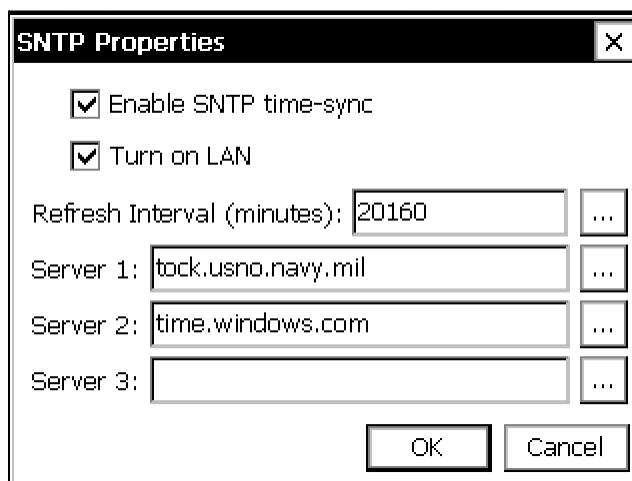 SNTP Properties
Enable SNTP time-sync
Turn on LAN
Refresh Interval (minutes): 20160 ...
Server 1: tock.usno.navy.mil ...
Server 2: time.windows.com ...
Server 3: ...
OK Cancel